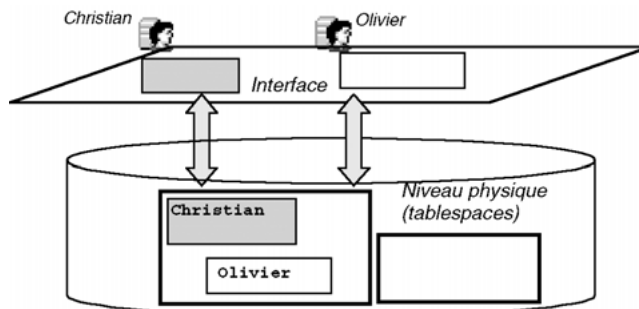 Christian
Olivier
Interface
Niveau physique
(tablespaces)
Christian
Olivier